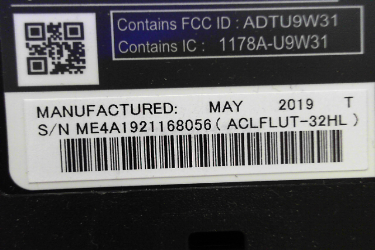 Contains FCC ID : ADTU9W31
Contains IC : 1178A-U9W31
MANUFACTURED: MAY 2019 T
S/N ME4A1921168056 ( ACLFLUT-32HL )